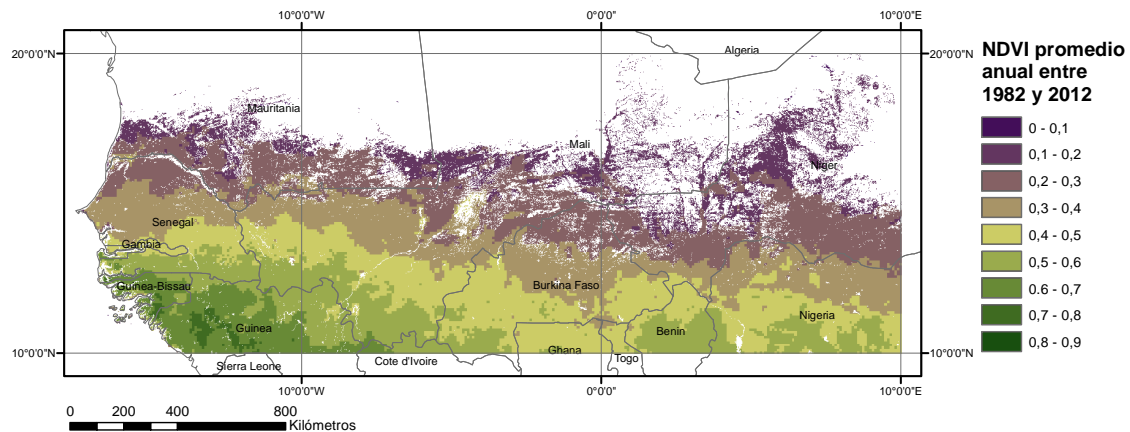 10°0'0"W
0°0'0"
10°0'0"E
20°0'0"N
20°0'0"N
Algeria
Mauritania
Mali
Niger
Senegal
Gambia
Guinea-Bissau
Burkina Faso
Guinea
Nigeria
Benin
Ghana
10°0'0"N
10°0'0"N
Sierra Leone
Cote d'Ivoire
Togo
10°0'0"W
0°0'0"
10°0'0"E
0 200 400 800
Kilómetros
NDVI promedio
anual entre
1982 y 2012
0 - 0,1
0,1 - 0,2
0,2 - 0,3
0,3 - 0,4
0,4 - 0,5
0,5 - 0,6
0,6 - 0,7
0,7 - 0,8
0,8 - 0,9